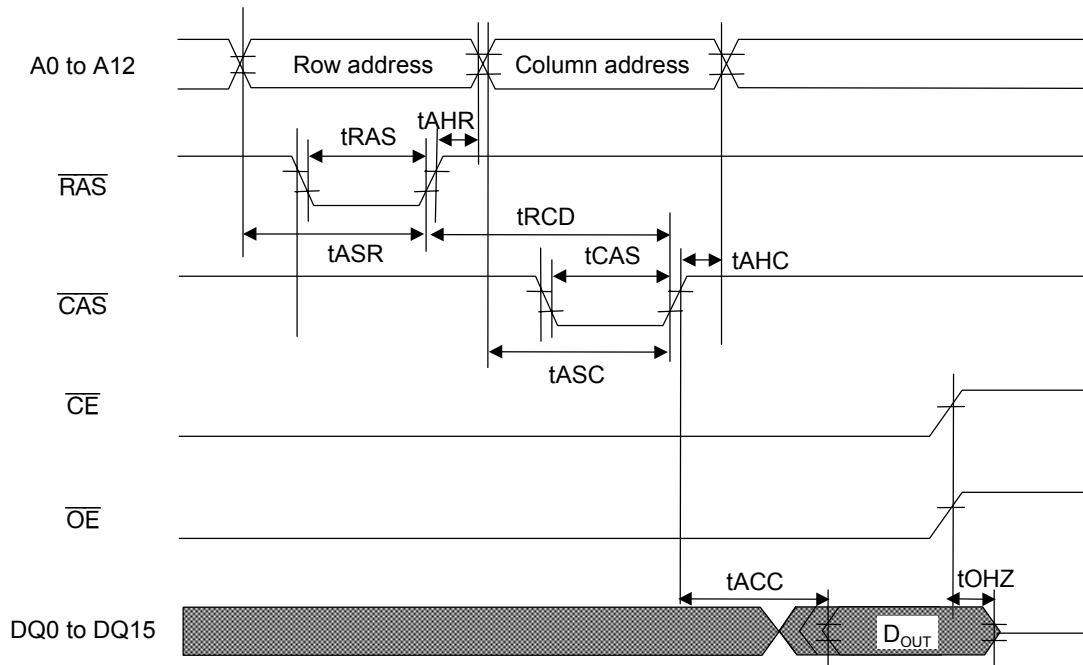 A0 to A12
Row address
Column address
tAHR
tRAS
RAS
tRCD
tASR
tCAS
tAHC
CAS
tASC
CE
OE
tACC
tOHZ
DQ0 to DQ15
DOUT